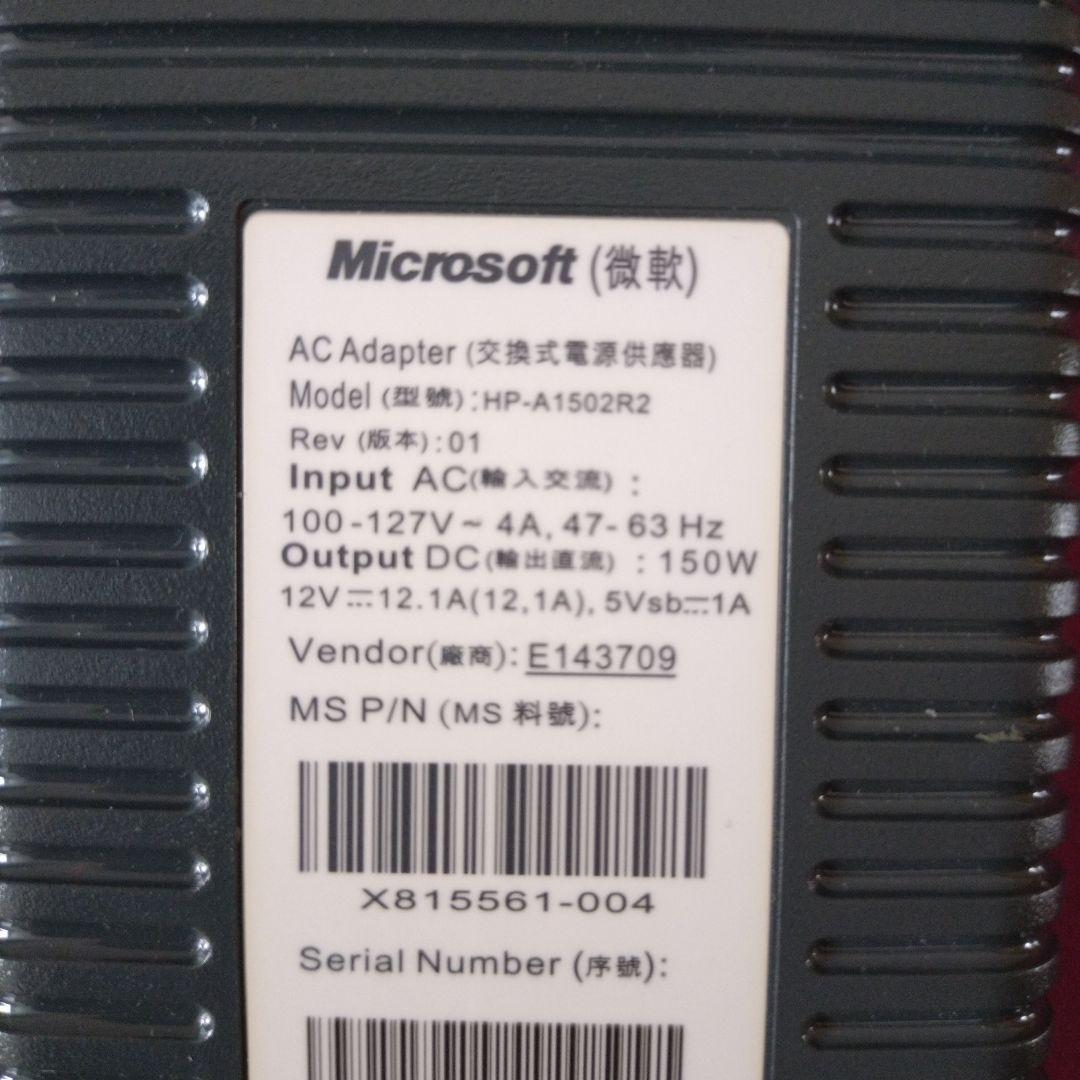 Microsoft (微軟)
AC Adapter (交換式電源供應器)
Model (型號):HP-A1502R2
Rev (版本):01
Input AC(輸入交流) :
100-127V~ 4A, 47- 63 Hz
Output DC(輸出直流) : 150W
12V⎓12.1A(12,1A), 5Vsb⎓1A
Vendor(廠商): E143709
MS P/N (MS 料號):
X815561-004
Serial Number (序號):